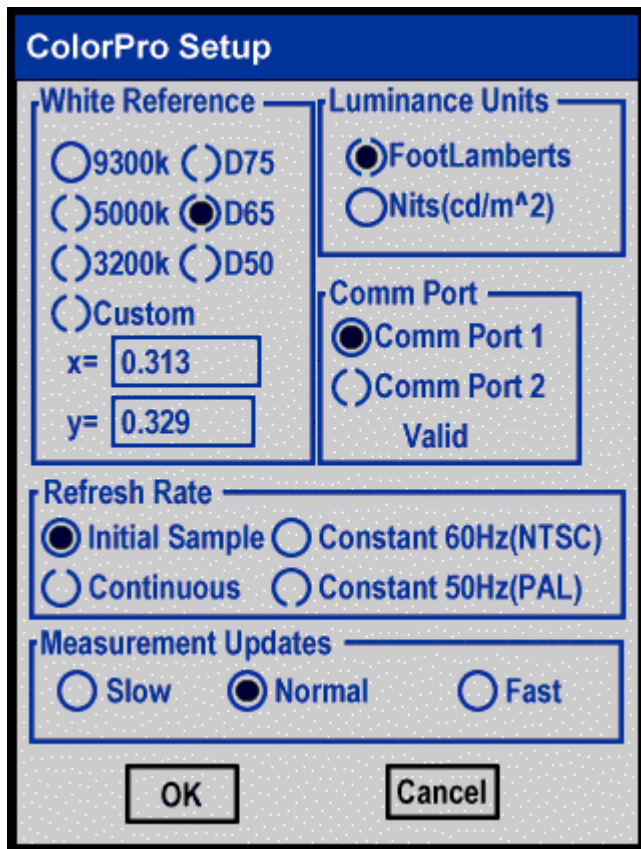 ColorPro Setup
White Reference
9300k D75
5000k D65
3200k D50
Custom
x= 0.313
y= 0.329
Luminance Units
FootLamberts
Nits(cd/m^2)
Comm Port
Comm Port 1
Comm Port 2
Valid
Refresh Rate
Initial Sample Constant 60Hz(NTSC)
Continuous Constant 50Hz(PAL)
Measurement Updates
Slow Normal Fast
OK Cancel